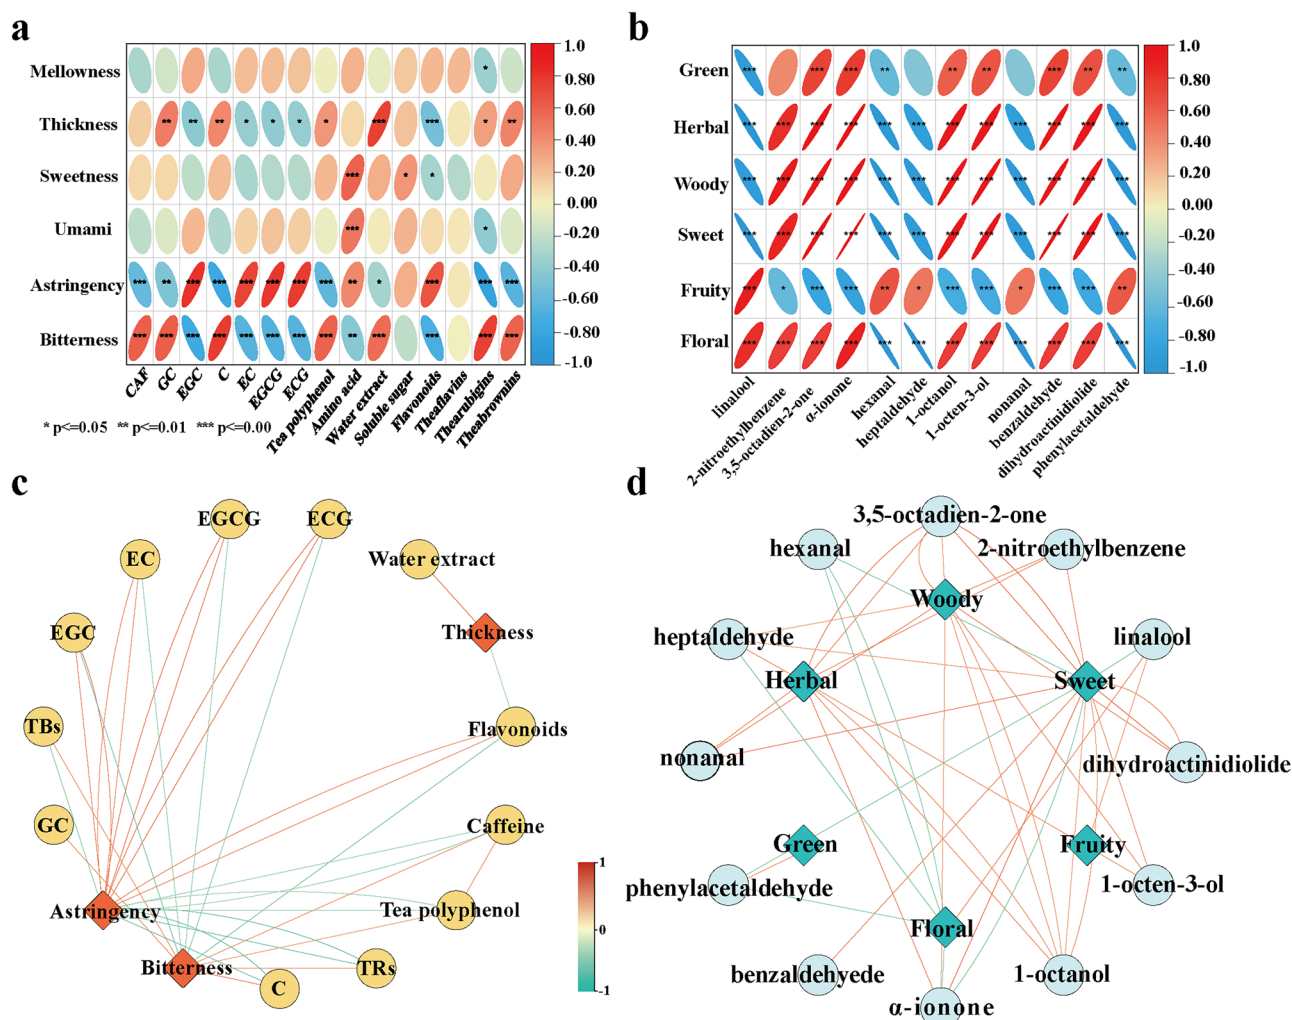 a
Mellowness
*
Thickness
** ** ** * * * * *** *** * **
Sweetness
*** * *
Umami
*** *
Astringency
*** ** *** *** *** *** *** *** ** * *** *** ***
Bitterness
*** *** *** *** *** *** *** *** ** *** *** *** ***
1.0
0.80
0.60
0.40
0.20
0.00
-0.20
-0.40
-0.60
-0.80
-1.0
CAF
GC
EGC
C
EC
EGCG
ECG
Tea polyphenol
Amino acid
Water extract
Soluble sugar
Flavonoids
Theaflavins
Thearubigins
Theabrownins
* p<=0.05 ** p<=0.01 *** p<=0.00
b
Green
*** *** *** ** ** ** *** ** **
Herbal
*** *** *** *** *** *** *** *** *** *** *** ***
Woody
*** *** *** *** *** *** *** *** *** *** *** ***
Sweet
*** *** *** *** *** *** *** *** *** *** *** ***
Fruity
*** * *** *** ** * *** *** * *** *** **
Floral
*** *** *** *** *** *** *** *** *** *** *** ***
1.0
0.80
0.60
0.40
0.20
0.00
-0.20
-0.40
-0.60
-0.80
-1.0
linalool
2-nitroethylbenzene
3,5-octadien-2-one
α-ionone
hexanal
heptaldehyde
1-octanol
1-octen-3-ol
nonanal
benzaldehyde
dihydroactinidiolide
phenylacetaldehyde
c
EGCG
ECG
EC
Water extract
EGC
Thickness
TBs
Flavonoids
GC
Caffeine
Astringency
Tea polyphenol
Bitterness
TRs
C
1
0
-1
d
3,5-octadien-2-one
hexanal
2-nitroethylbenzene
Woody
heptaldehyde
linalool
Herbal
Sweet
nonanal
dihydroactinidiolide
Green
Fruity
phenylacetaldehyde
1-octen-3-ol
Floral
benzaldehyede
1-octanol
α-ionone